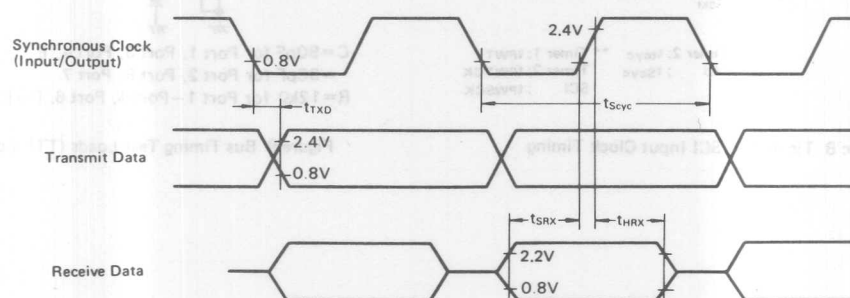 Synchronous Clock
(Input/Output)
2.4V
0.8V
tTXD
tScyc
Transmit Data
2.4V
0.8V
tSRX
tHRX
Receive Data
2.2V
0.8V